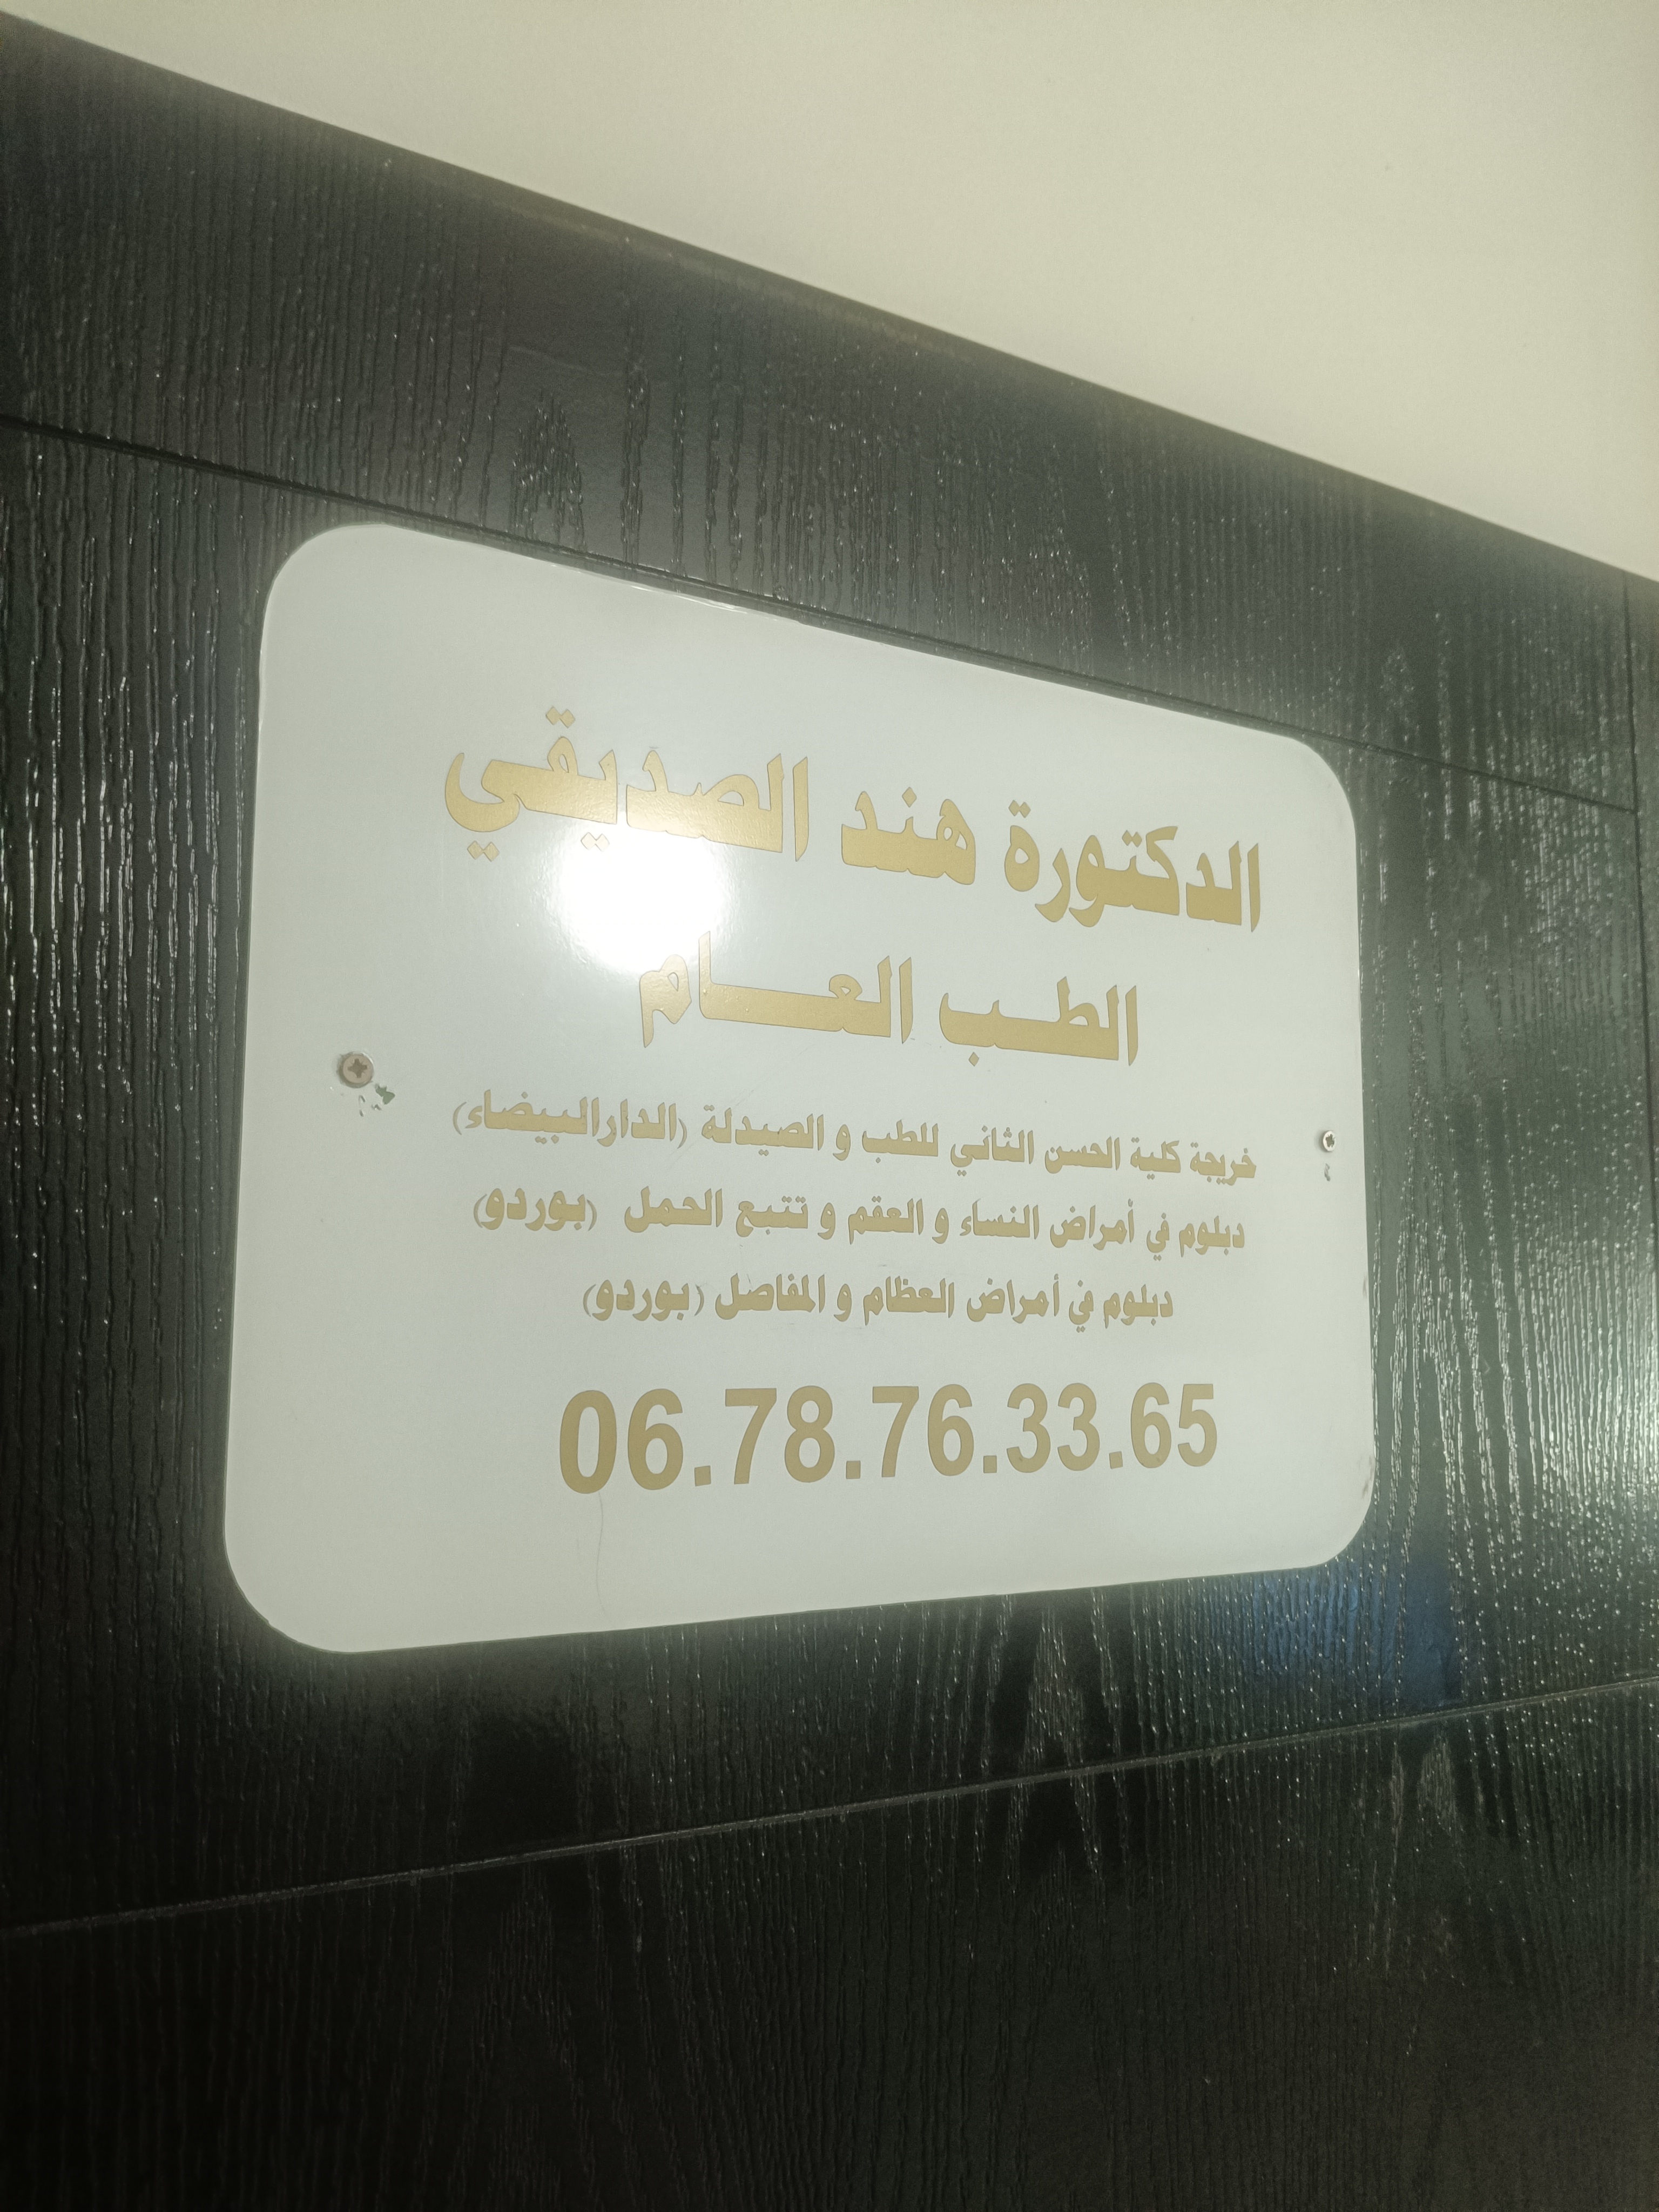 الدكتورة هند الصديقي
الطب العام
خريجة كلية الحسن الثاني للطب و الصيدلة (الدارالبيضاء)
دبلوم في أمراض النساء و العقم و تتبع الحمل (بوردو)
دبلوم في أمراض العظام و المفاصل (بوردو)
06.78.76.33.65